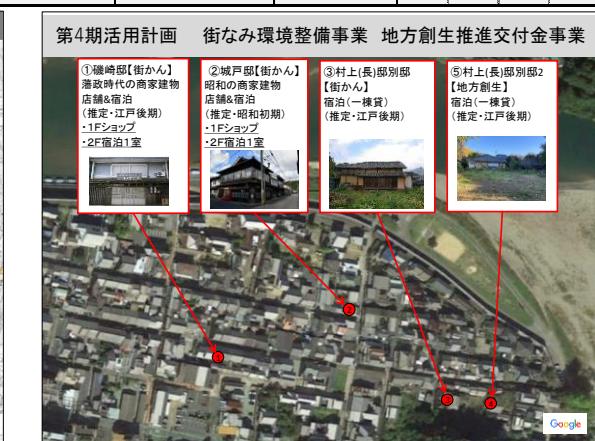 第4期活用計画　街なみ環境整備事業　地方創生推進交付金事業
①磯崎邸【街かん】
藩政時代の商家建物
店舗&宿泊
(推定・江戸後期)
・1Fショップ
・2F宿泊1室
②城戸邸【街かん】
昭和の商家建物
店舗&宿泊
(推定・昭和初期)
・1Fショップ
・2F宿泊1室
③村上(長)邸別邸
【街かん】
宿泊(一棟貸)
(推定・江戸後期)
⑤村上(長)邸別邸2
【地方創生】
宿泊(一棟貸)
(推定・江戸後期)
2
1
3
4
Google